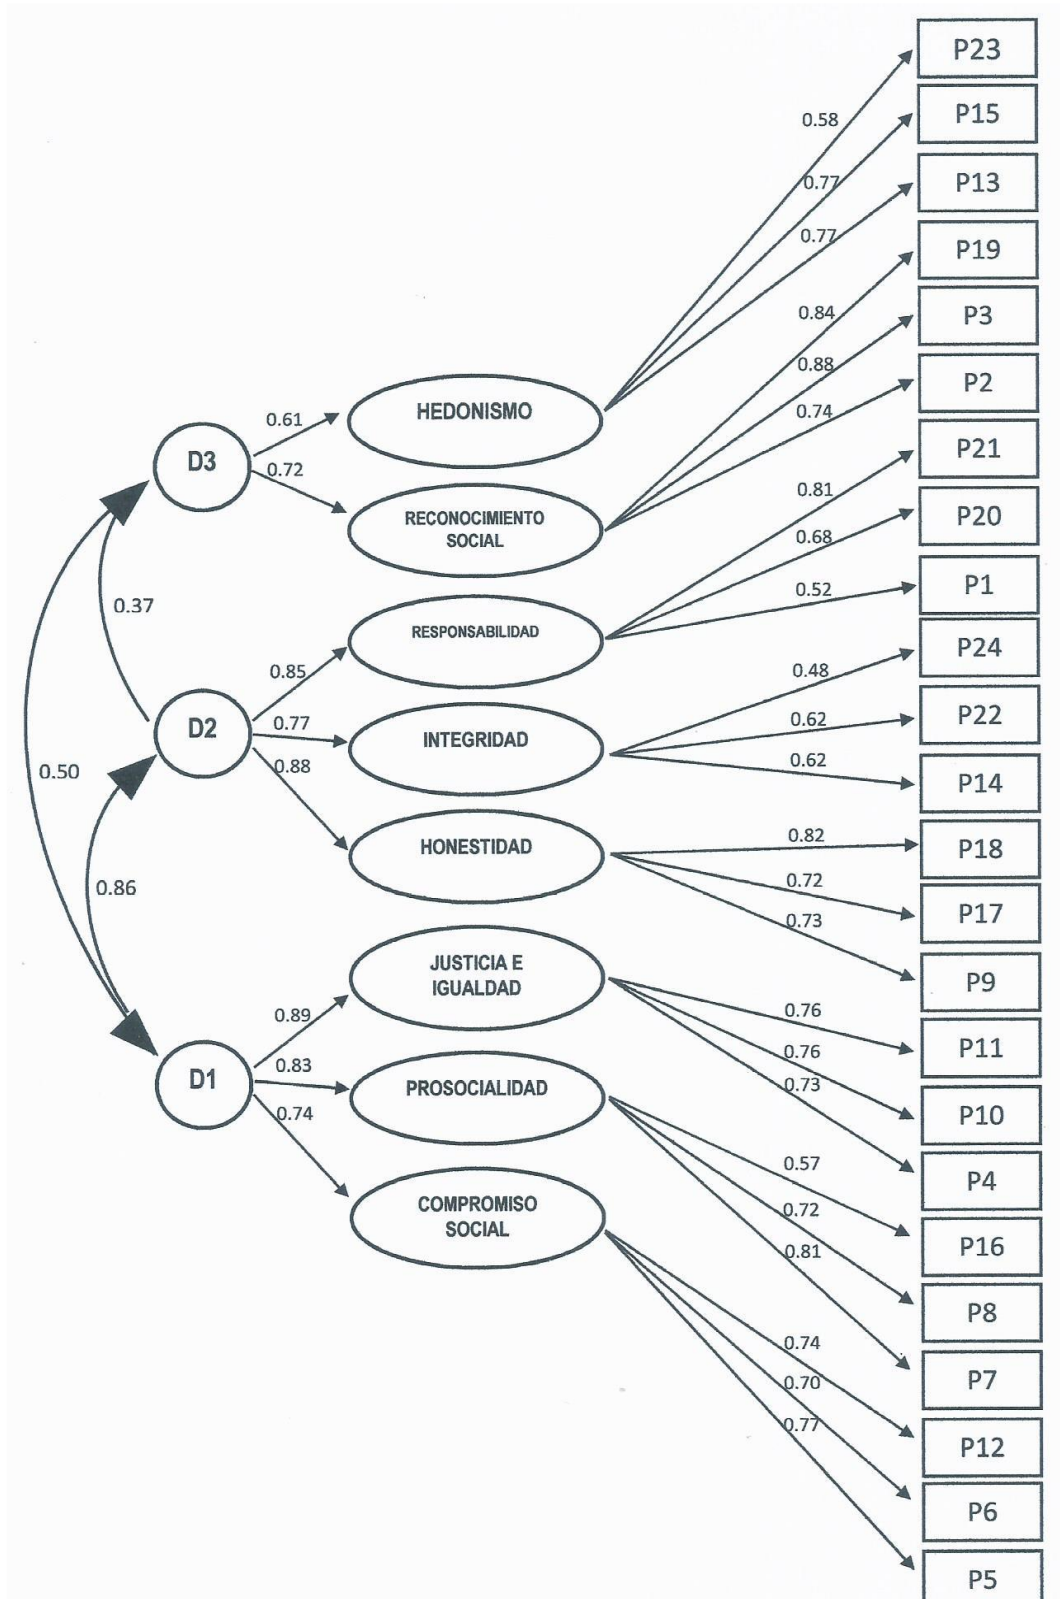 P23
0.58
P15
0.77
P13
0.77
P19
0.84
P3
0.88
P2
0.74
HEDONISMO
0.61
D3
0.72
P21
0.81
P20
0.68
RECONOCIMIENTO
SOCIAL
P1
0.52
0.37
RESPONSABILIDAD
P24
0.48
0.85
D2
0.77
INTEGRIDAD
P22
0.62
0.88
0.62
P14
0.50
HONESTIDAD
0.82
P18
0.72
P17
0.86
0.73
P9
JUSTICIA E
IGUALDAD
0.89
0.76
P11
0.76
0.83
D1
PROSOCIALIDAD
0.73
P10
0.74
0.57
P4
COMPROMISO
SOCIAL
0.72
P16
0.81
P8
0.74
P7
0.70
0.77
P12
P6
P5